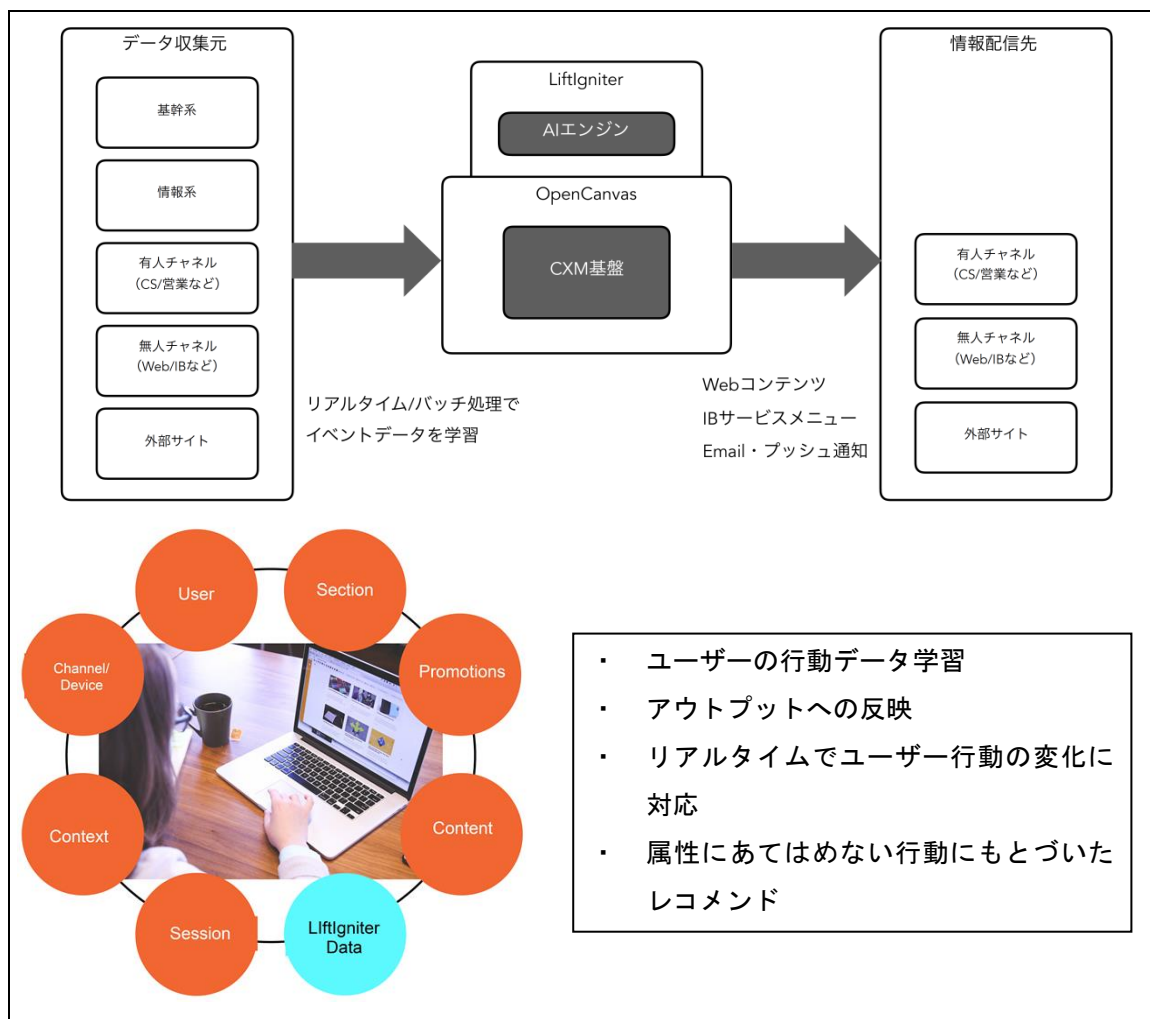 データ収集元
基幹系
情報系
有人チャネル
（CS/営業など）
無人チャネル
（Web/IBなど）
外部サイト
リアルタイム/バッチ処理で
イベントデータを学習
LiftIgniter
AIエンジン
OpenCanvas
CXM基盤
Webコンテンツ
IBサービスメニュー
Email・プッシュ通知
情報配信先
有人チャネル
（CS/営業など）
無人チャネル
（Web/IBなど）
外部サイト
User
Section
Channel/
Device
Promotions
Context
Content
Session
LIftIgniter
Data
・ ユーザーの行動データ学習
・ アウトプットへの反映
・ リアルタイムでユーザー行動の変化に
対応
・ 属性にあてはめない行動にもとづいた
レコメンド